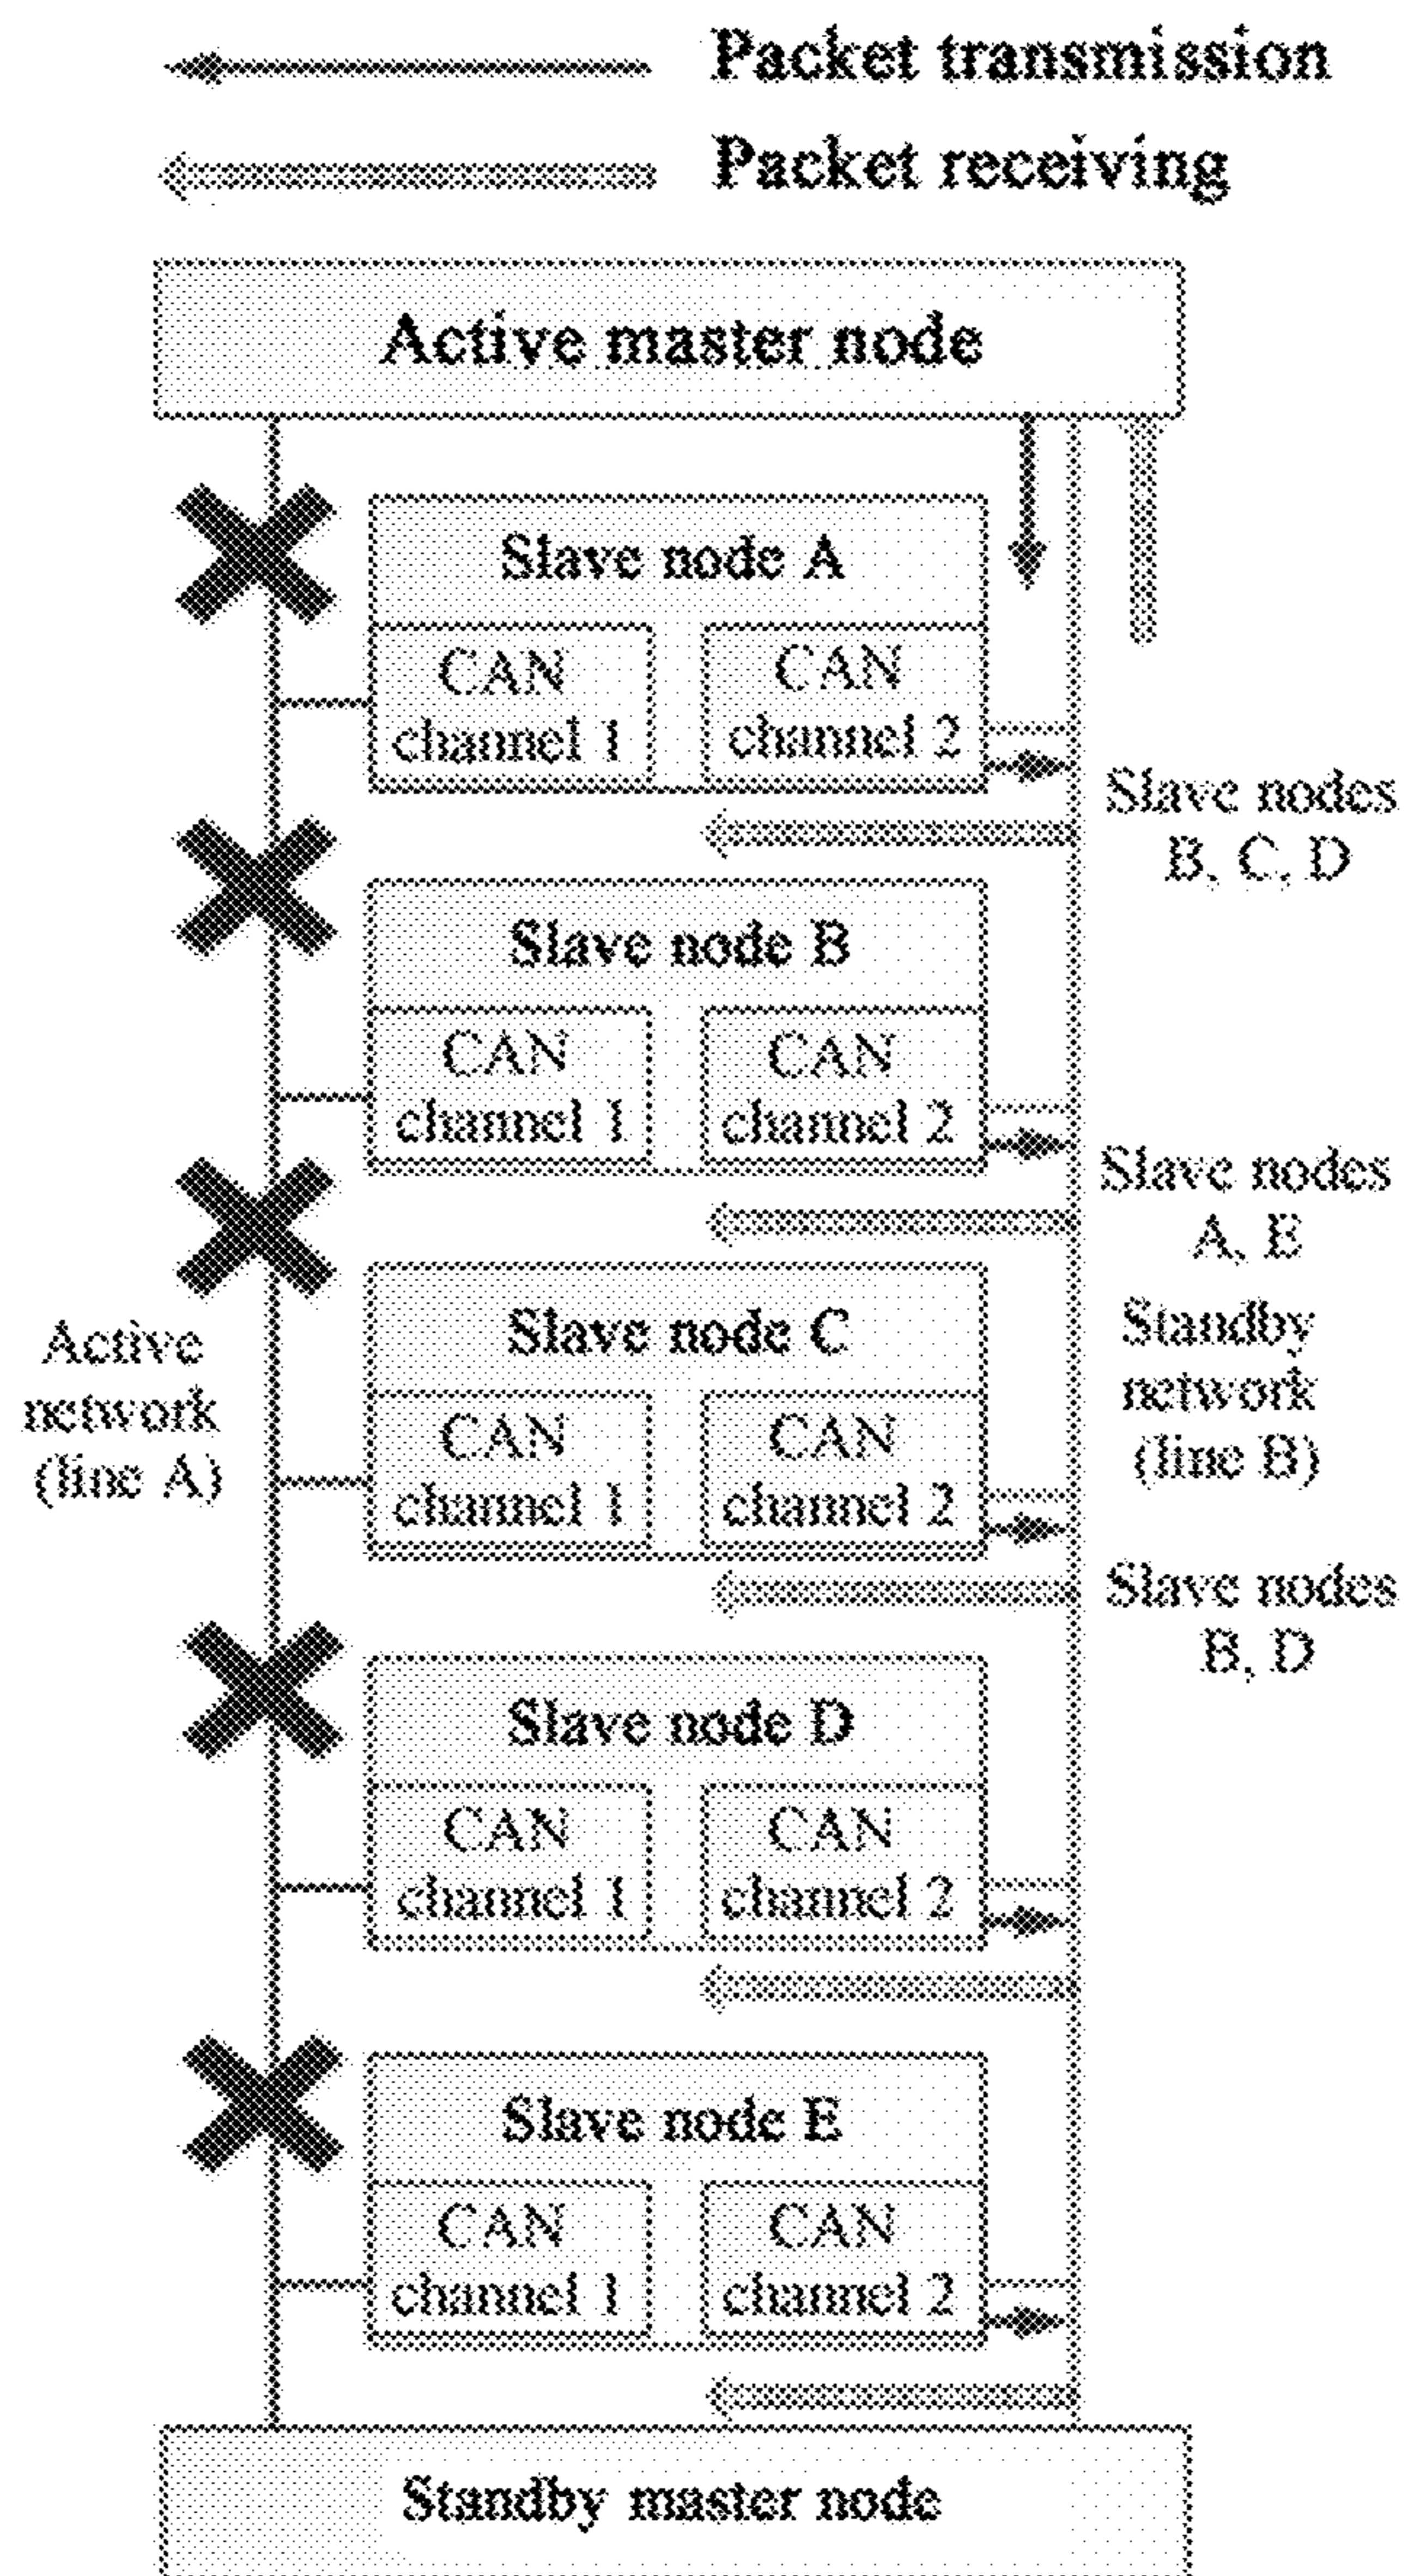 Packet transmission
Packet receiving
Active master node
Slave node A
CAN
channel 1
CAN
channel 2
Slave nodes
B, C, D
Slave node B
CAN
channel 1
CAN
channel 2
Slave nodes
A, E
Slave node C
CAN
channel 1
CAN
channel 2
Active
network
(line A)
Standby
network
(line B)
Slave nodes
B, D
Slave node D
CAN
channel 1
CAN
channel 2
Slave node E
CAN
channel 1
CAN
channel 2
Standby master node